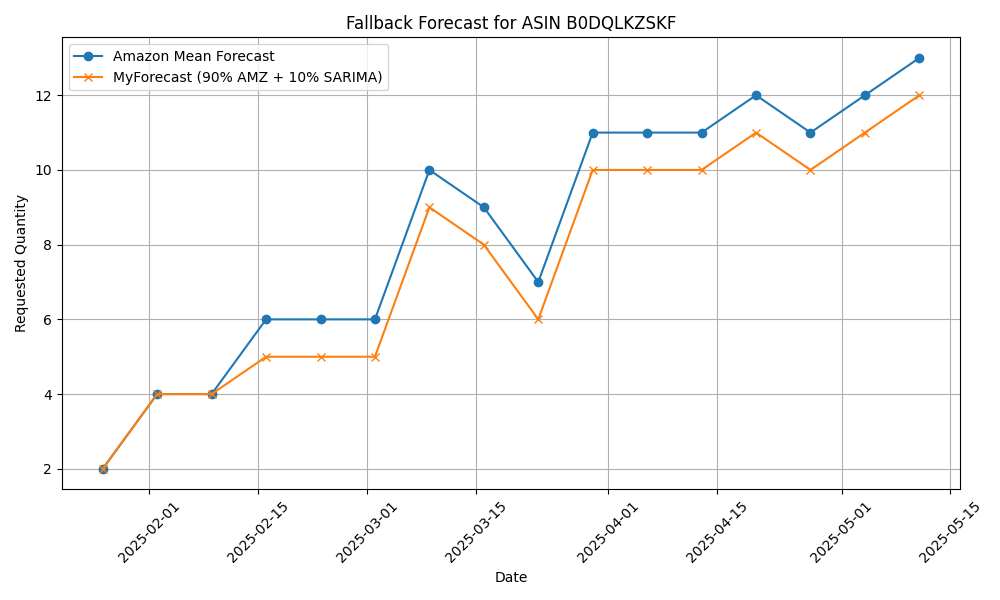 Fallback Forecast for ASIN B0DQLKZSKF
Amazon Mean Forecast
MyForecast (90% AMZ + 10% SARIMA)
Requested Quantity
12
10
8
6
4
2
2025-02-01
2025-02-15
2025-03-01
2025-03-15
2025-04-01
2025-04-15
2025-05-01
2025-05-15
Date